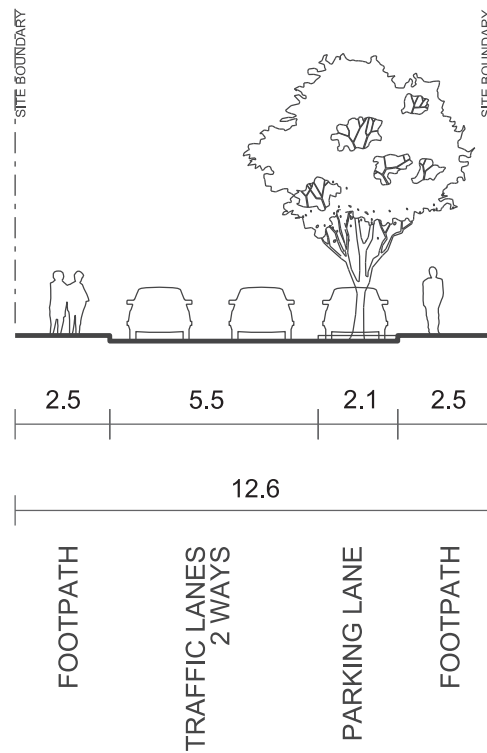 SITE BOUNDARY
SITE BOUNDARY
2.5
5.5
2.1
2.5
12.6
FOOTPATH
TRAFFIC LANES
2 WAYS
PARKING LANE
FOOTPATH